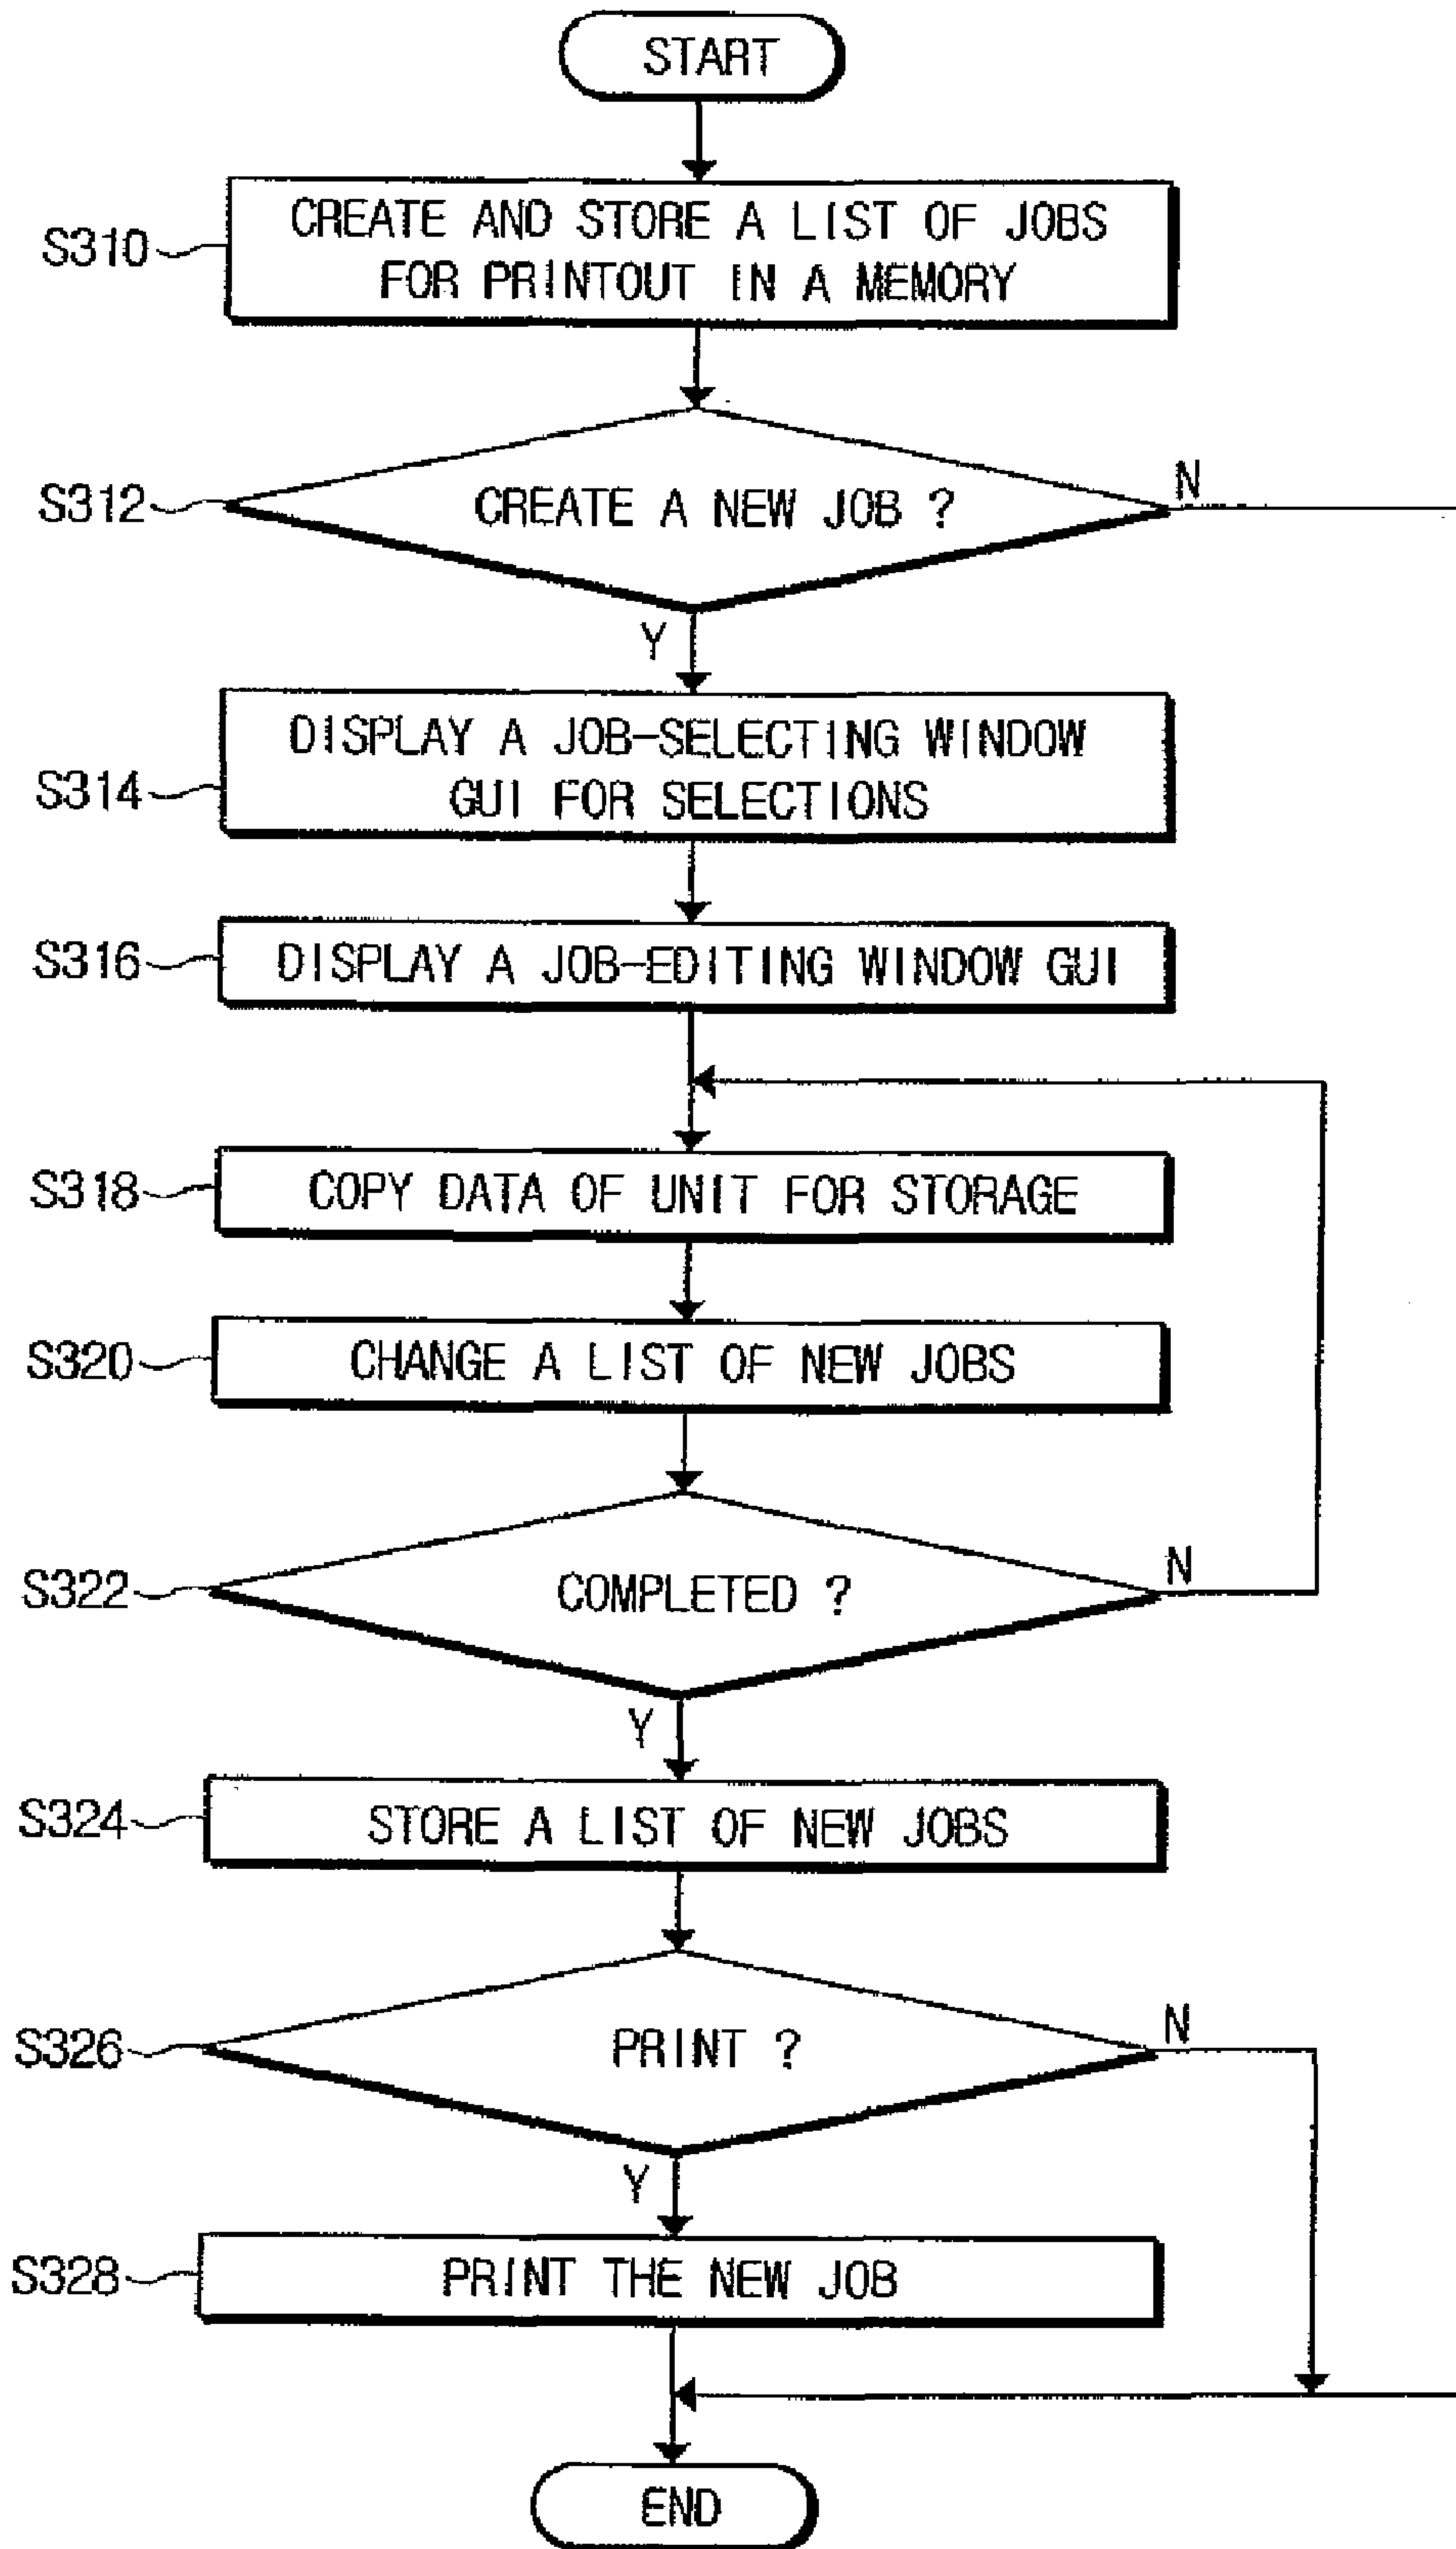 START
S310
CREATE AND STORE A LIST OF JOBS
FOR PRINTOUT IN A MEMORY
S312
CREATE A NEW JOB ?
N
Y
S314
DISPLAY A JOB-SELECTING WINDOW
GUI FOR SELECTIONS
S316
DISPLAY A JOB-EDITING WINDOW GUI
S318
COPY DATA OF UNIT FOR STORAGE
S320
CHANGE A LIST OF NEW JOBS
S322
COMPLETED ?
N
Y
S324
STORE A LIST OF NEW JOBS
S326
PRINT ?
N
Y
S328
PRINT THE NEW JOB
END